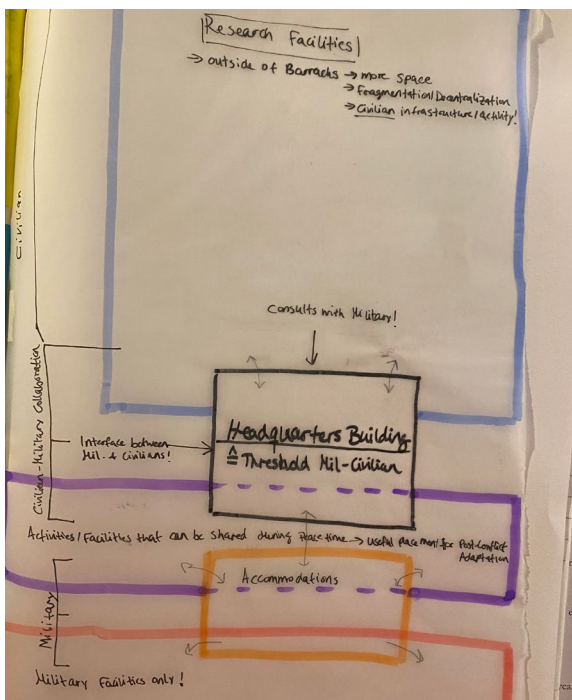 Research Facilities
→ outside of Barracks → more space
→ Fragmentation/Decentralization
→ Civilian infrastructure/activity!
Civilian
Consults with Military!
Civilian-Military Collaboration
Headquarters Building
≙ Threshold Mil-Civilian
Interface between
Mil- & Civilians!
Activities/Facilities that can be shared during Peace time → useful placement for Post-Conflict
Adaptation
Accommodations
Military
Military Facilities only!